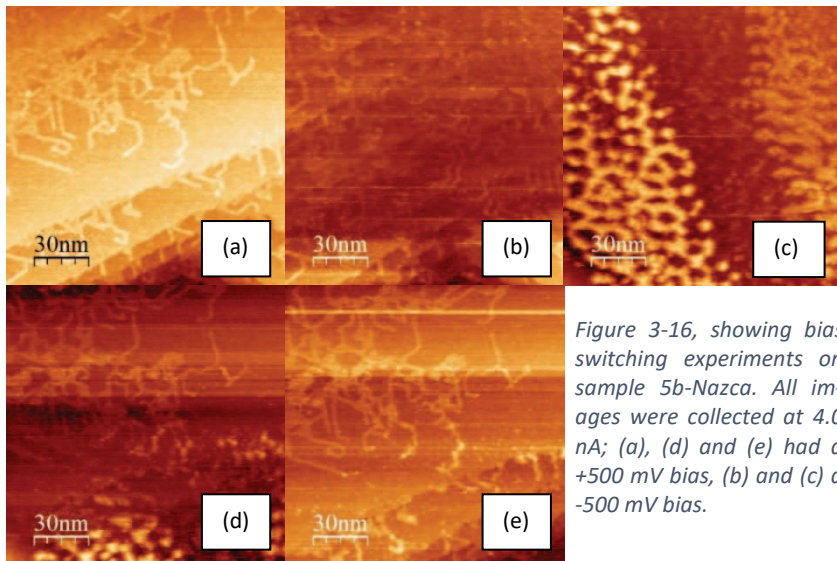 (a)
30nm
(b)
30nm
(c)
30nm
(d)
30nm
(e)
30nm
Figure 3-16, showing bias
switching experiments on
sample 5b-Nazca. All im-
ages were collected at 4.0
nA; (a), (d) and (e) had a
+500 mV bias, (b) and (c) a
-500 mV bias.